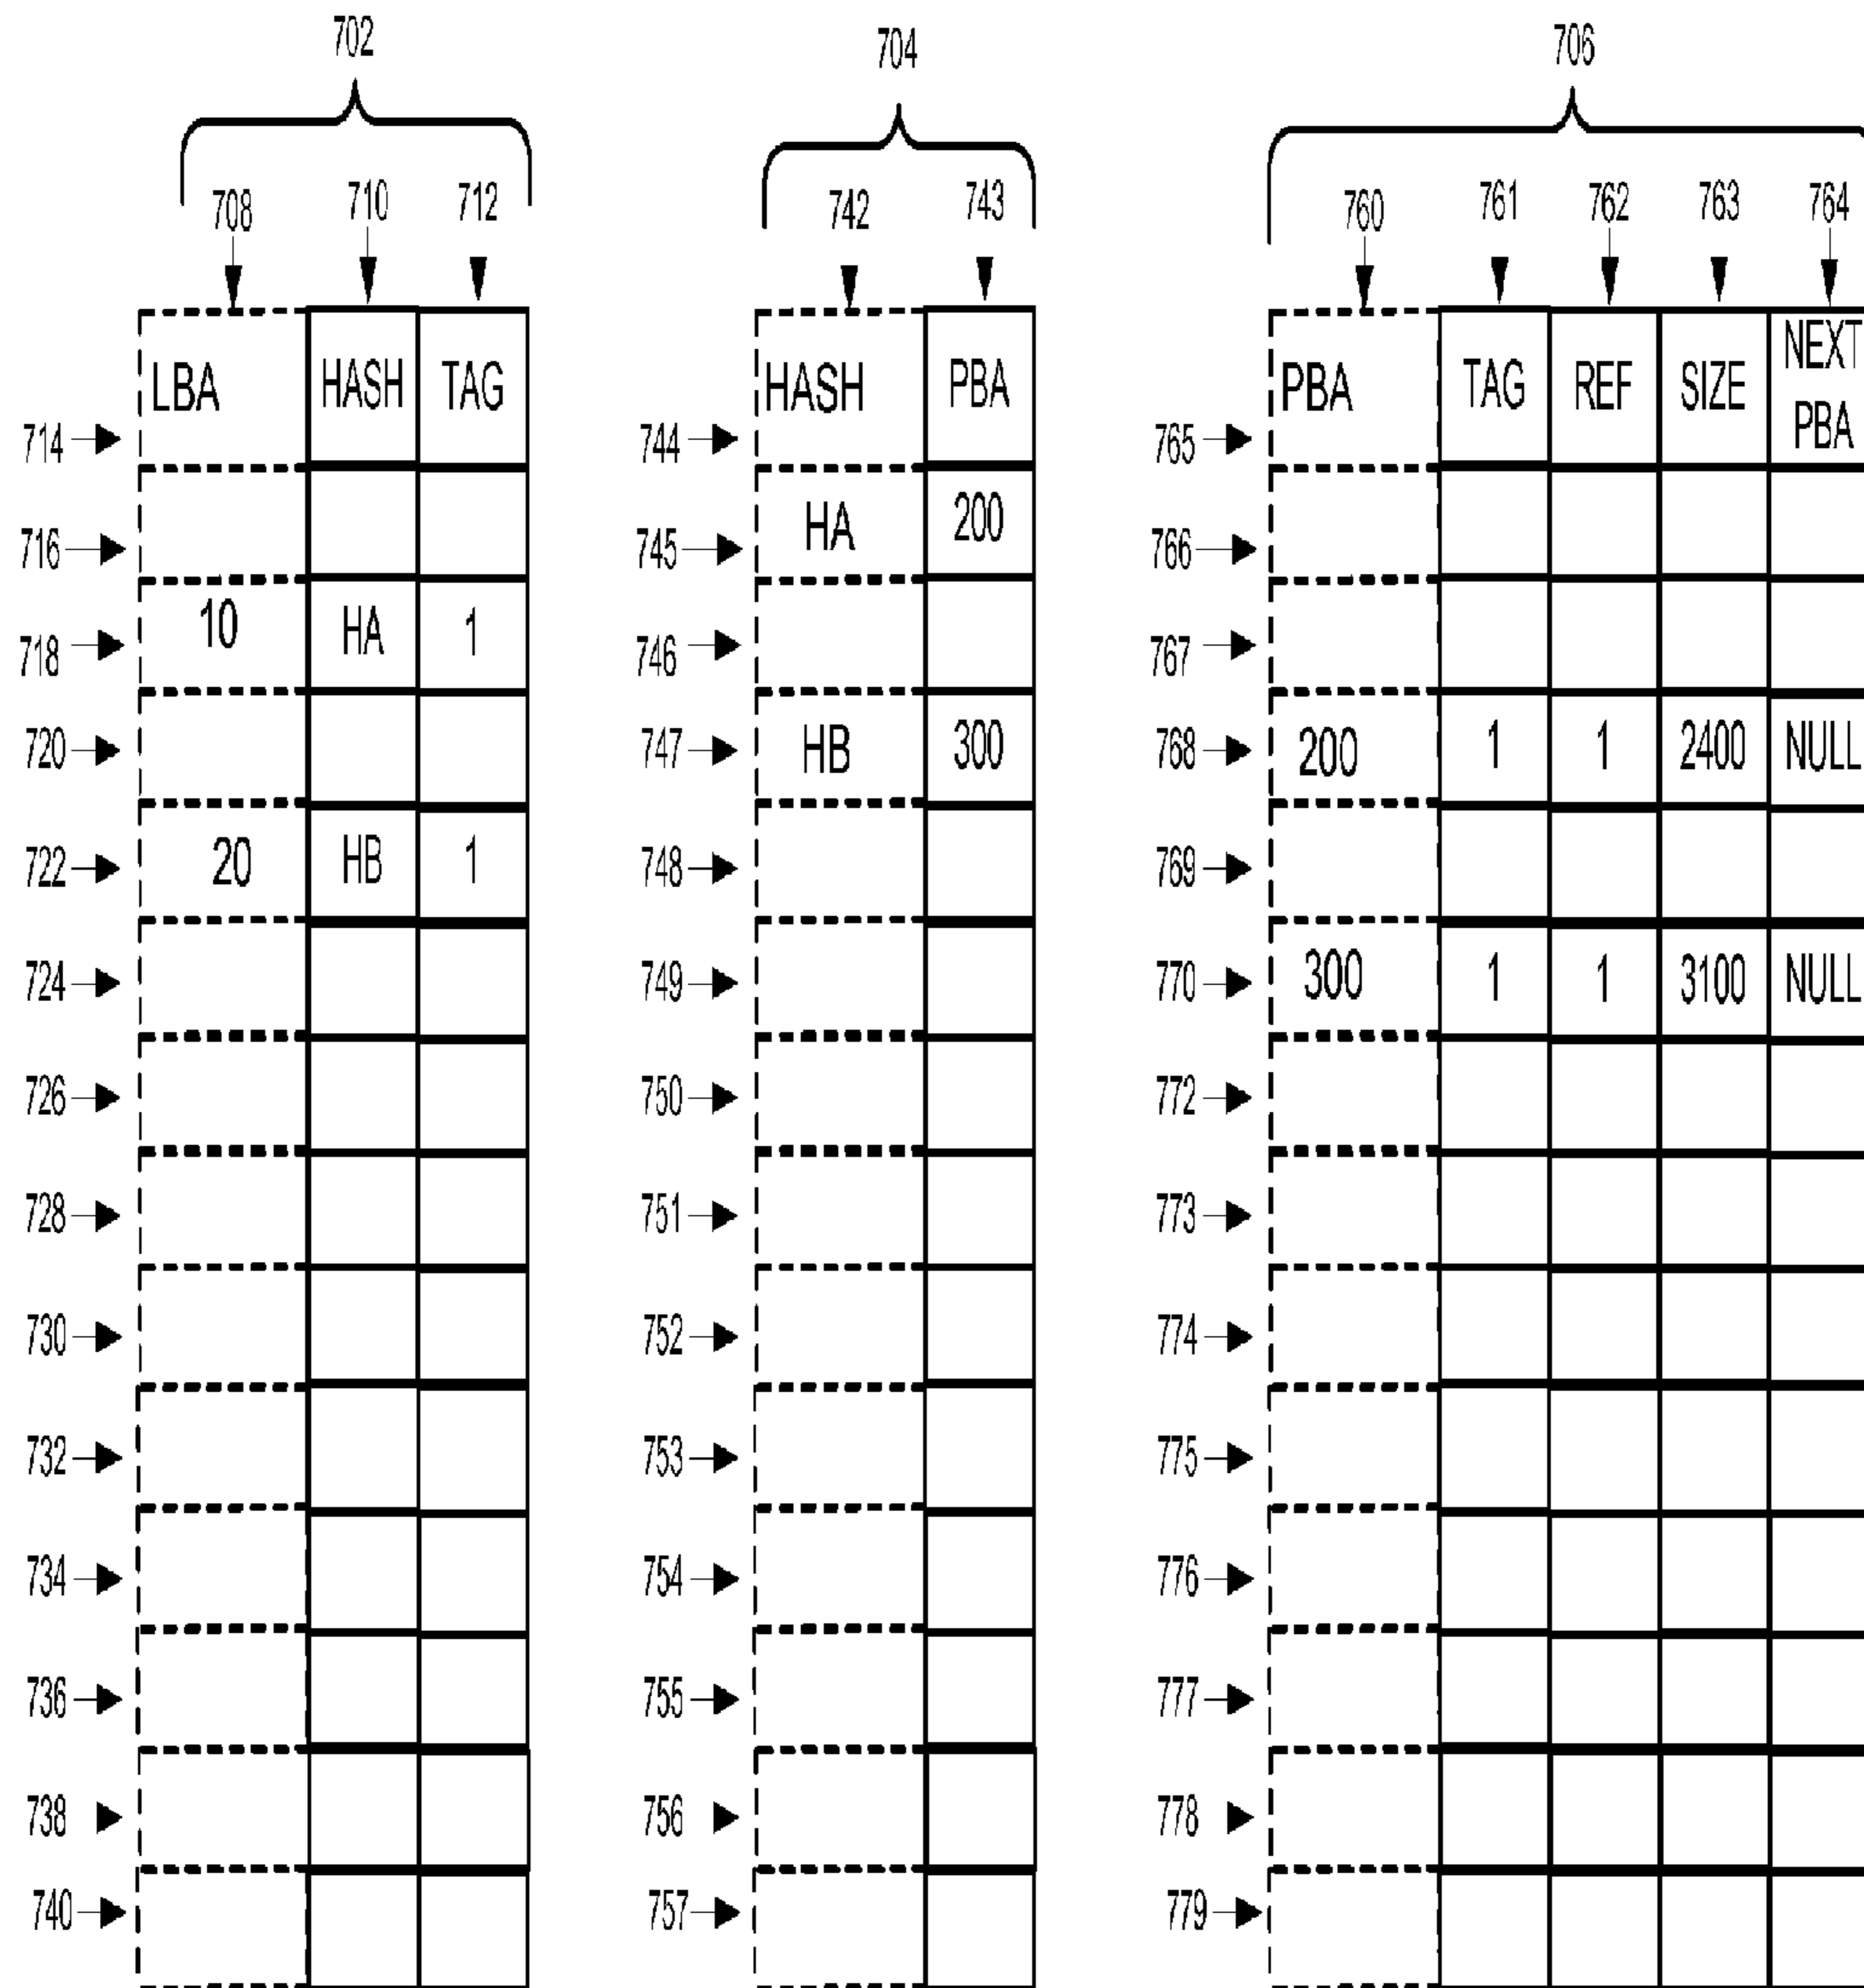 702 704 706
708 710 712 742 743 760 761 762 763 764
LBA HASH TAG HASH PBA PBA TAG REF SIZE NEXT PBA
714 744 765
716 745 HA 200 766
718 10 HA 1 746 767
720 747 HB 300 768 200 1 1 2400 NULL
722 20 HB 1 748 769
724 749 770 300 1 1 3100 NULL
726 750 772
728 751 773
730 752 774
732 753 775
734 754 776
736 755 777
738 756 778
740 757 779